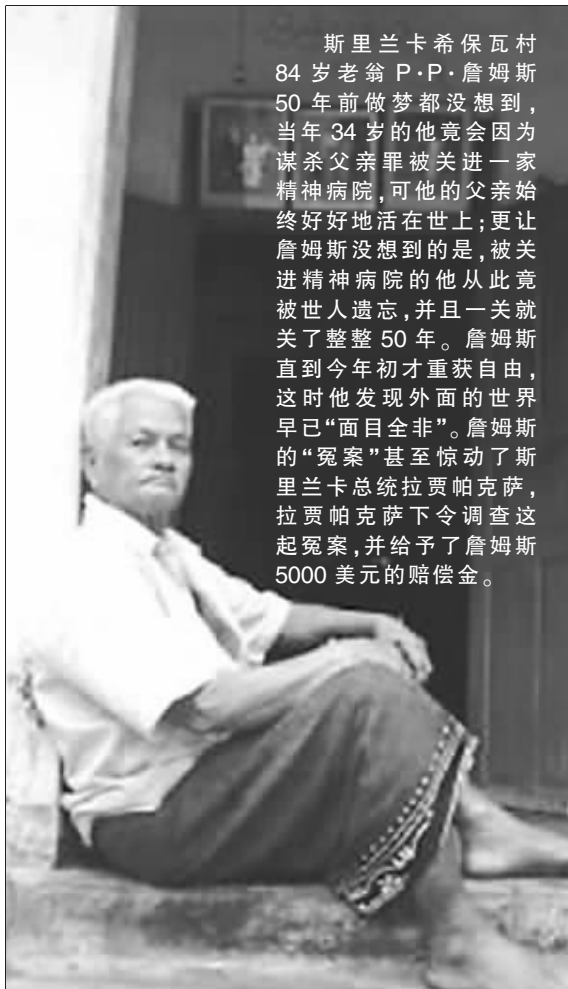 斯里兰卡希保瓦村
84 岁老翁 P·P·詹姆斯
50 年前做梦都没想到，
当年 34 岁的他竟会因为
谋杀父亲罪被关进一家
精神病院，可他的父亲始
终好好地活在世上；更让
詹姆斯没想到的是，被关
进精神病院的他从此竟
被世人遗忘，并且一关就
关了整整 50 年。詹姆斯
直到今年初才重获自由，
这时他发现外面的世界
早已“面目全非”。詹姆斯
的“冤案”甚至惊动了斯
里兰卡总统拉贾帕克萨，
拉贾帕克萨下令调查这
起冤案，并给予了詹姆斯
5000 美元的赔偿金。